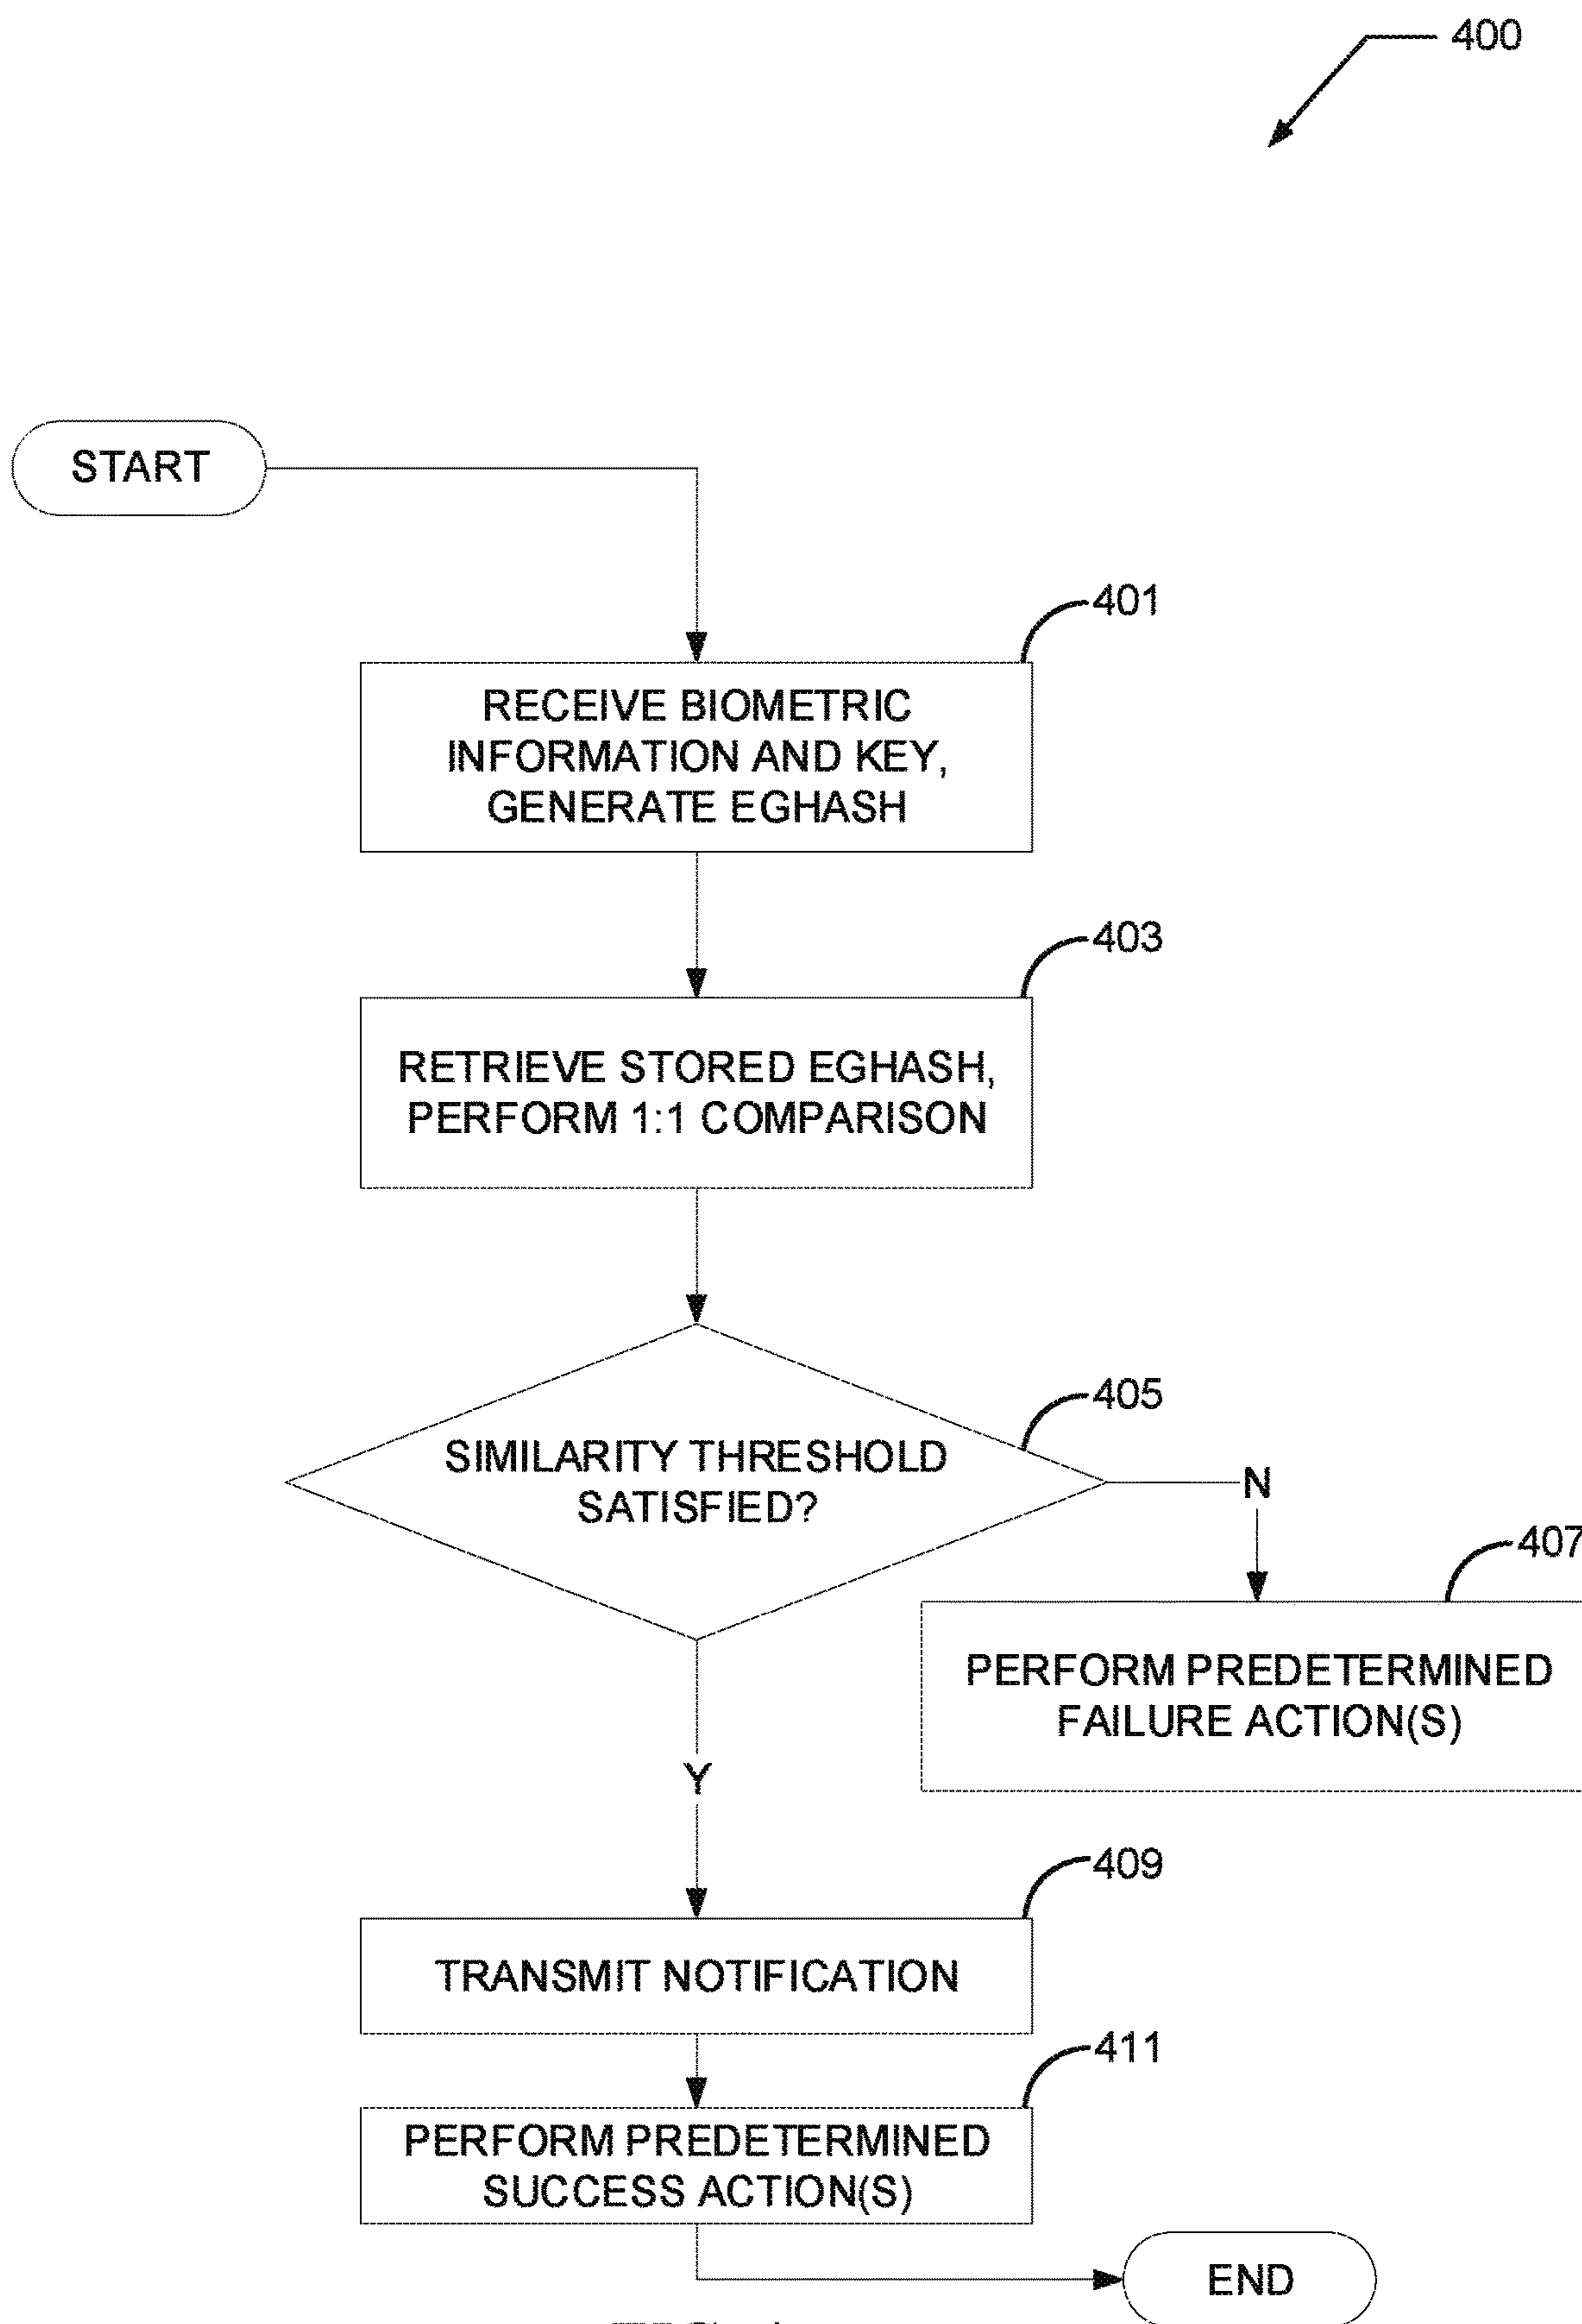 400
START
401
RECEIVE BIOMETRIC
INFORMATION AND KEY,
GENERATE EGHASH
403
RETRIEVE STORED EGHASH,
PERFORM 1:1 COMPARISON
405
SIMILARITY THRESHOLD
SATISFIED?
N
407
PERFORM PREDETERMINED
FAILURE ACTION(S)
Y
409
TRANSMIT NOTIFICATION
411
PERFORM PREDETERMINED
SUCCESS ACTION(S)
END